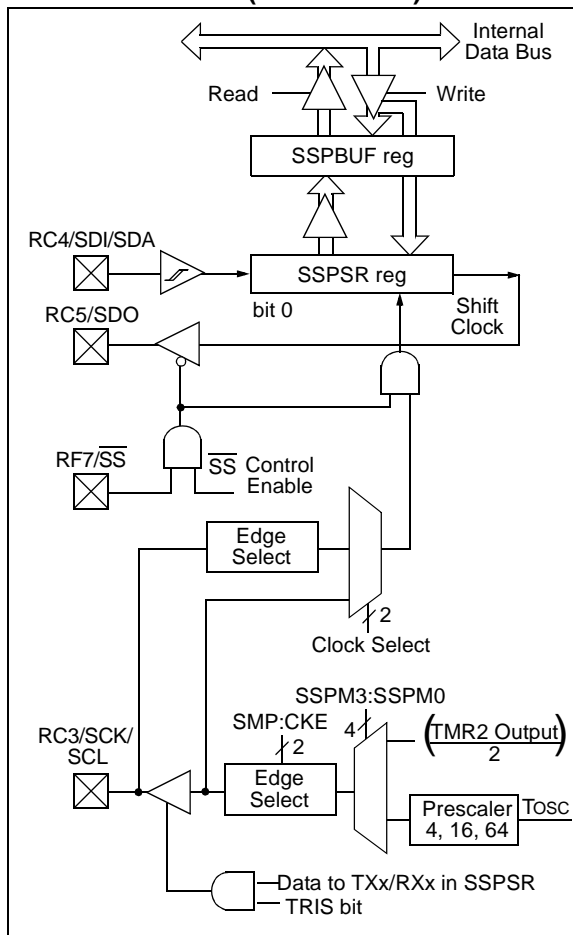 Internal
Data Bus
Read
Write
SSPBUF reg
RC4/SDI/SDA
SSPSR reg
bit 0
Shift
Clock
RC5/SDO
RF7/S̅S̅
S̅S̅ Control
Enable
Edge
Select
2
Clock Select
SSPM3:SSPM0
SMP:CKE
4
(TMR2 Output)
2
2
RC3/SCK/
SCL
Edge
Select
Prescaler
4, 16, 64
TOSC
Data to TXx/RXx in SSPSR
TRIS bit